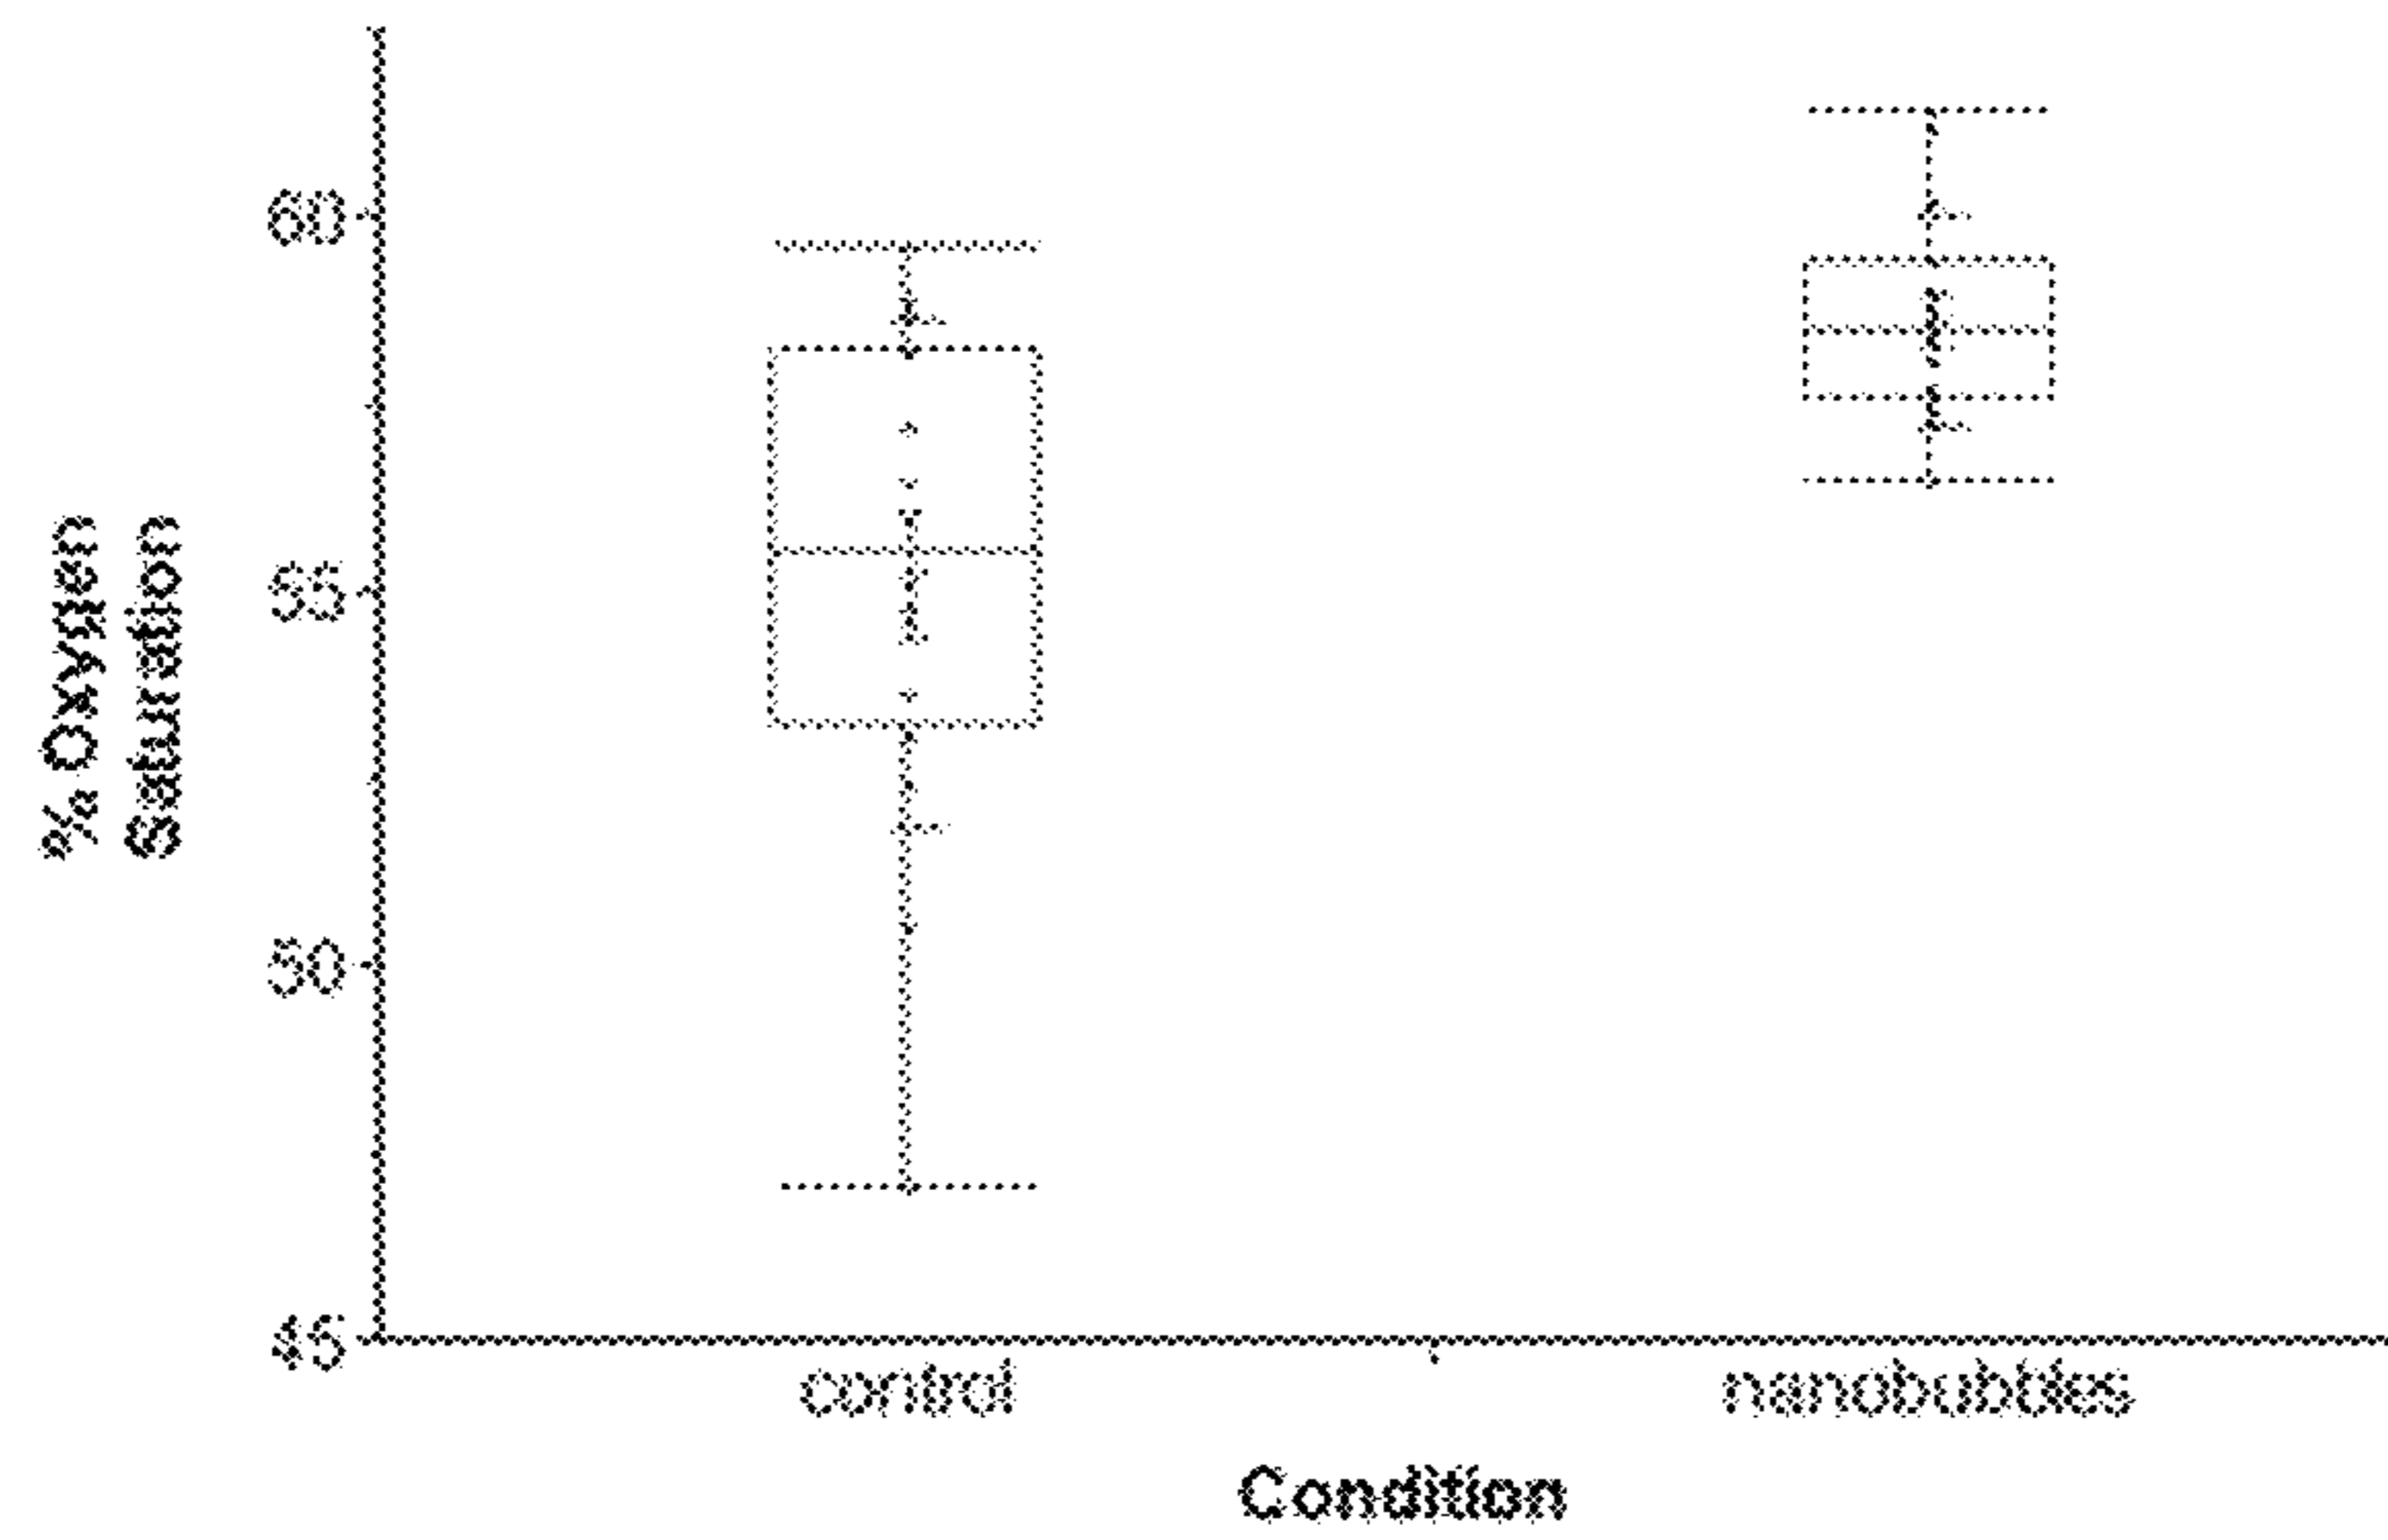 % Oxygen
Saturation
60
55
50
45
control
nanobubbles
Condition